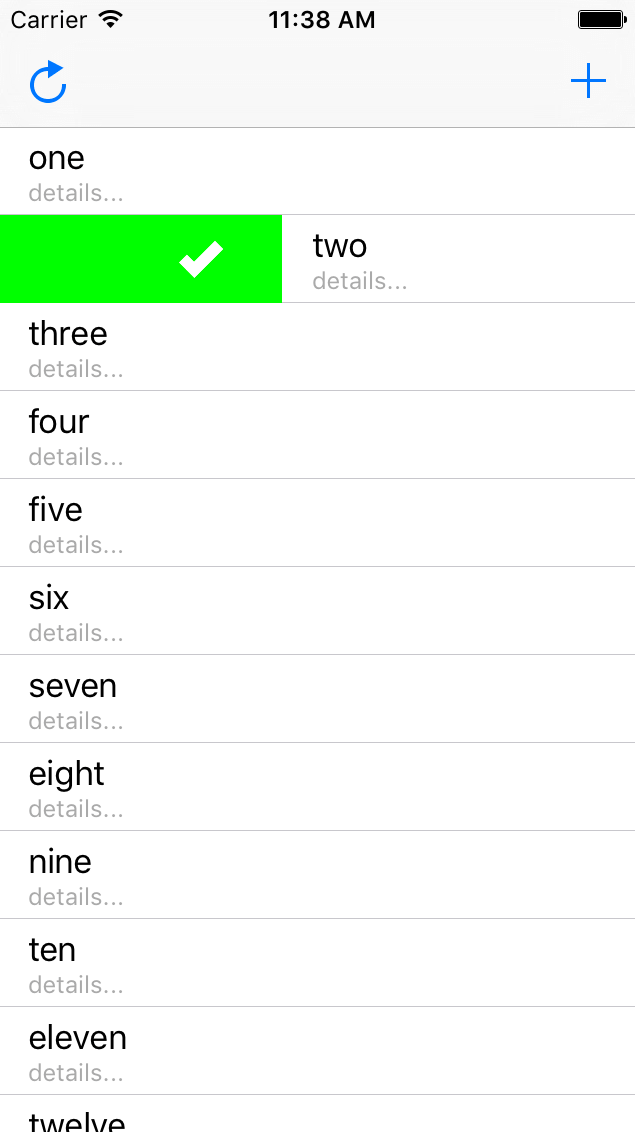 Carrier 11:38 AM
one
details...
two
details...
three
details...
four
details...
five
details...
six
details...
seven
details...
eight
details...
nine
details...
ten
details...
eleven
details...
twelve